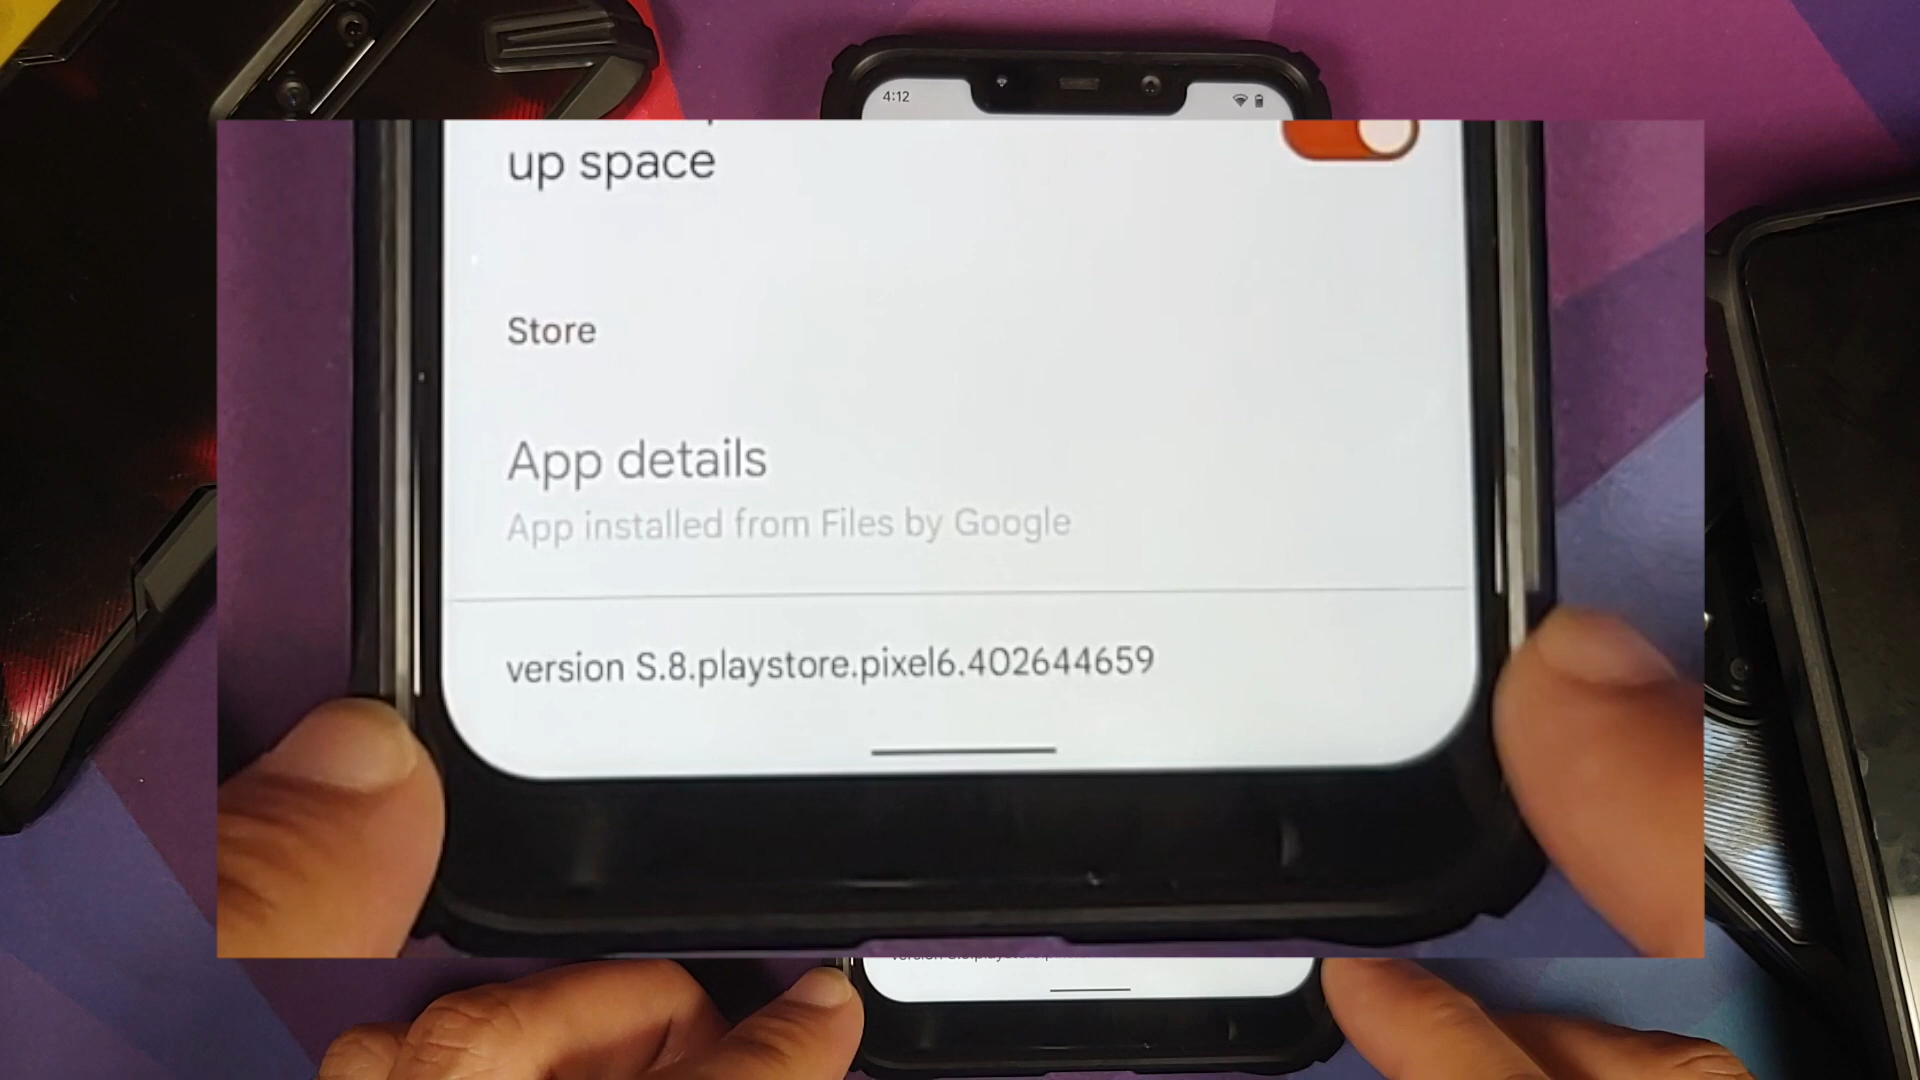 4:12
up space
Store
App details
App installed from Files by Google
version S.8.playstore.pixel6.402644659